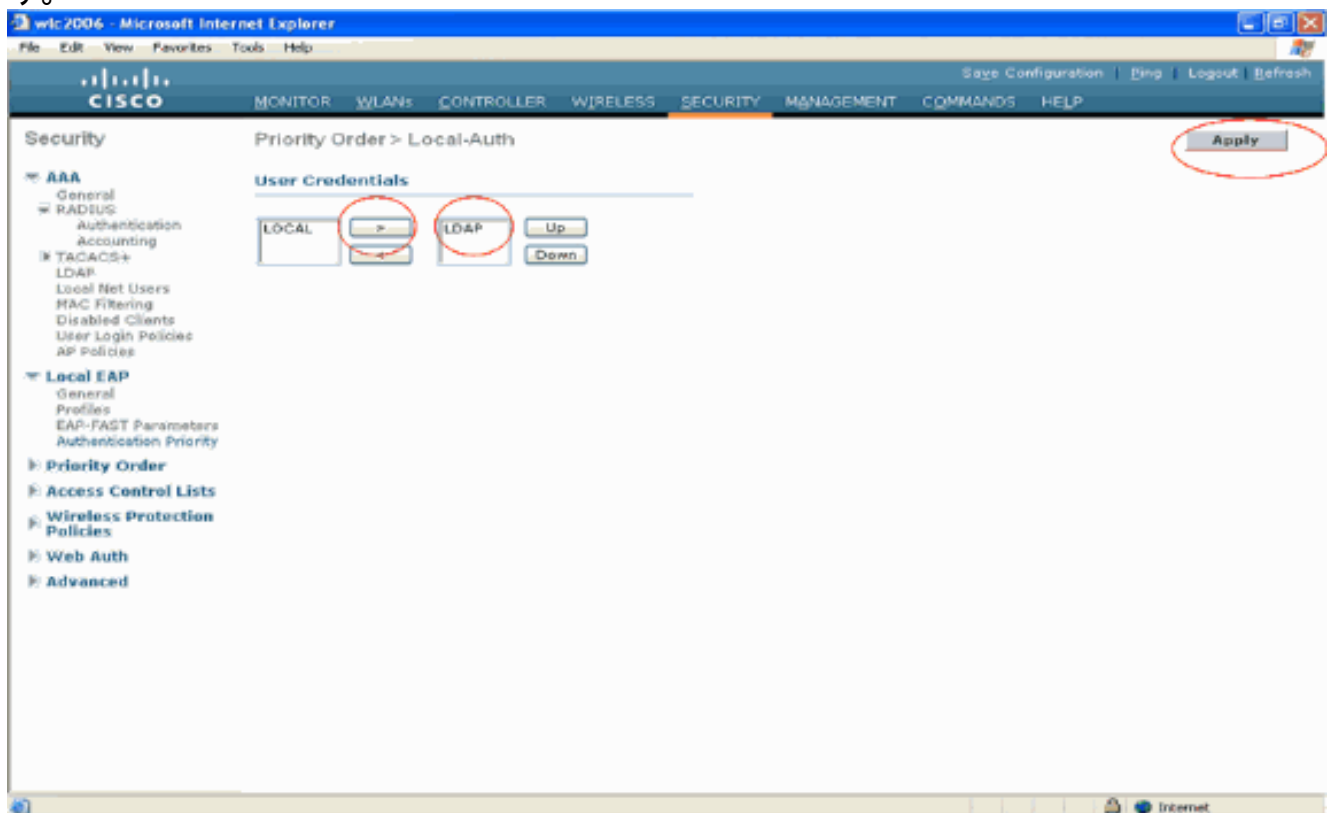 す。
wlc2006 - Microsoft Internet Explorer
File Edit View Favorites Tools Help
Save Configuration | Ping | Logout | Refresh
CISCO
MONITOR WLANs CONTROLLER WIRELESS SECURITY MANAGEMENT COMMANDS HELP
Security
Priority Order > Local-Auth
Apply
AAA
General
RADIUS
Authentication
Accounting
TACACS+
LDAP
Local Net Users
MAC Filtering
Disabled Clients
User Login Policies
AP Policies
Local EAP
General
Profiles
EAP-FAST Parameters
Authentication Priority
Priority Order
Access Control Lists
Wireless Protection
Policies
Web Auth
Advanced
User Credentials
LOCAL > LDAP Up
< Down
Internet